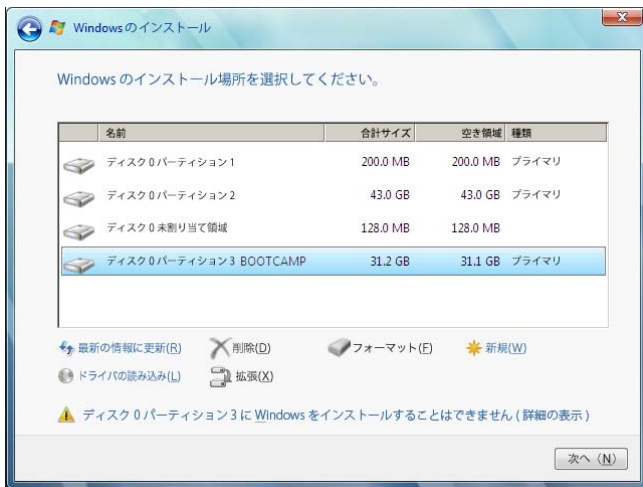 Windows のインストール
Windows のインストール場所を選択してください。
名前 合計サイズ 空き領域 種類
ディスク 0 パーティション 1 200.0 MB 200.0 MB プライマリ
ディスク 0 パーティション 2 43.0 GB 43.0 GB プライマリ
ディスク 0 未割り当て領域 128.0 MB 128.0 MB
ディスク 0 パーティション 3 BOOTCAMP 31.2 GB 31.1 GB プライマリ
最新の情報に更新(R) 削除(D) フォーマット(F) 新規(W)
ドライバの読み込み(L) 拡張(X)
ディスク 0 パーティション 3 に Windows をインストールすることはできません ( 詳細の表示 )
次へ (N)